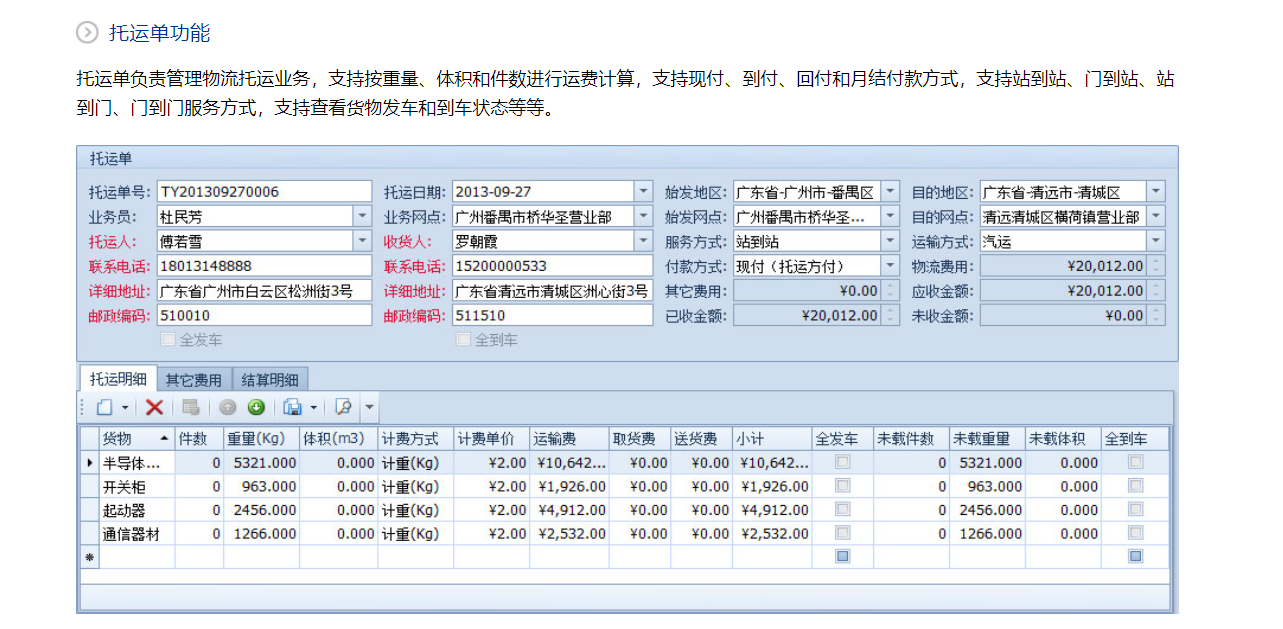 托运单功能
托运单负责管理物流托运业务，支持按重量、体积和件数进行运费计算，支持现付、到付、回付和月结付款方式，支持站到站、门到站、站
到门、门到门服务方式，支持查看货物发车和到车状态等等。
托运单
托运单号: TY201309270006 托运日期: 2013-09-27 始发地区: 广东省-广州市-番禺区 目的地区: 广东省-清远市-清城区
业务员: 杜民芳 业务网点: 广州番禺市桥华圣营业部 始发网点: 广州番禺市桥华圣... 目的网点: 清远清城区横荷镇营业部
托运人: 傅若雪 收货人: 罗朝霞 服务方式: 站到站 运输方式: 汽运
联系电话: 18013148888 联系电话: 15200000533 付款方式: 现付（托运方付） 物流费用: ¥20,012.00
详细地址: 广东省广州市白云区松洲街3号 详细地址: 广东省清远市清城区洲心街3号 其它费用: ¥0.00 应收金额: ¥20,012.00
邮政编码: 510010 邮政编码: 511510 已收金额: ¥20,012.00 未收金额: ¥0.00
全发车 全到车
托运明细 其它费用 结算明细
货物 件数 重量(Kg) 体积(m3) 计费方式 计费单价 运输费 取货费 送货费 小计 全发车 未载件数 未载重量 未载体积 全到车
半导体... 0 5321.000 0.000 计重(Kg) ¥2.00 ¥10,642... ¥0.00 ¥0.00 ¥10,642... 0 5321.000 0.000
开关柜 0 963.000 0.000 计重(Kg) ¥2.00 ¥1,926.00 ¥0.00 ¥0.00 ¥1,926.00 0 963.000 0.000
起动器 0 2456.000 0.000 计重(Kg) ¥2.00 ¥4,912.00 ¥0.00 ¥0.00 ¥4,912.00 0 2456.000 0.000
通信器材 0 1266.000 0.000 计重(Kg) ¥2.00 ¥2,532.00 ¥0.00 ¥0.00 ¥2,532.00 0 1266.000 0.000